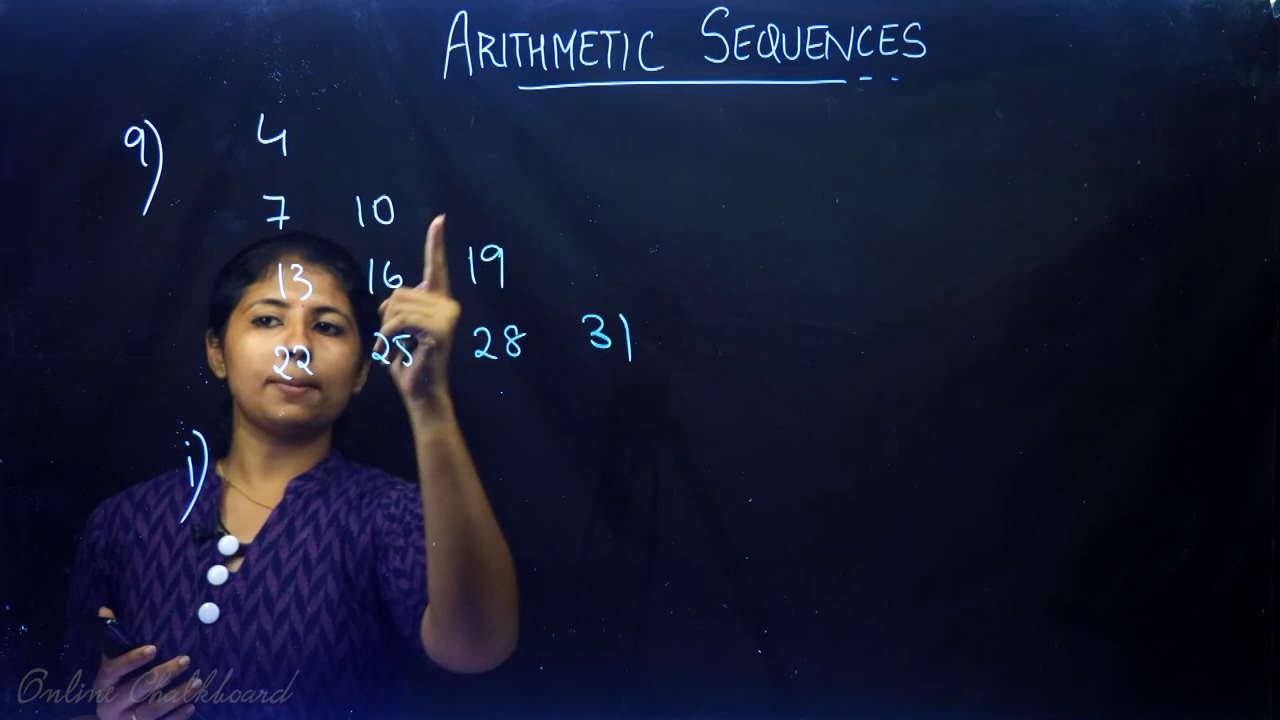 ARITHMETIC SEQUENCES
9) 4
7 10
13 16 19
22 25 28 31
i)
Online Chalkboard